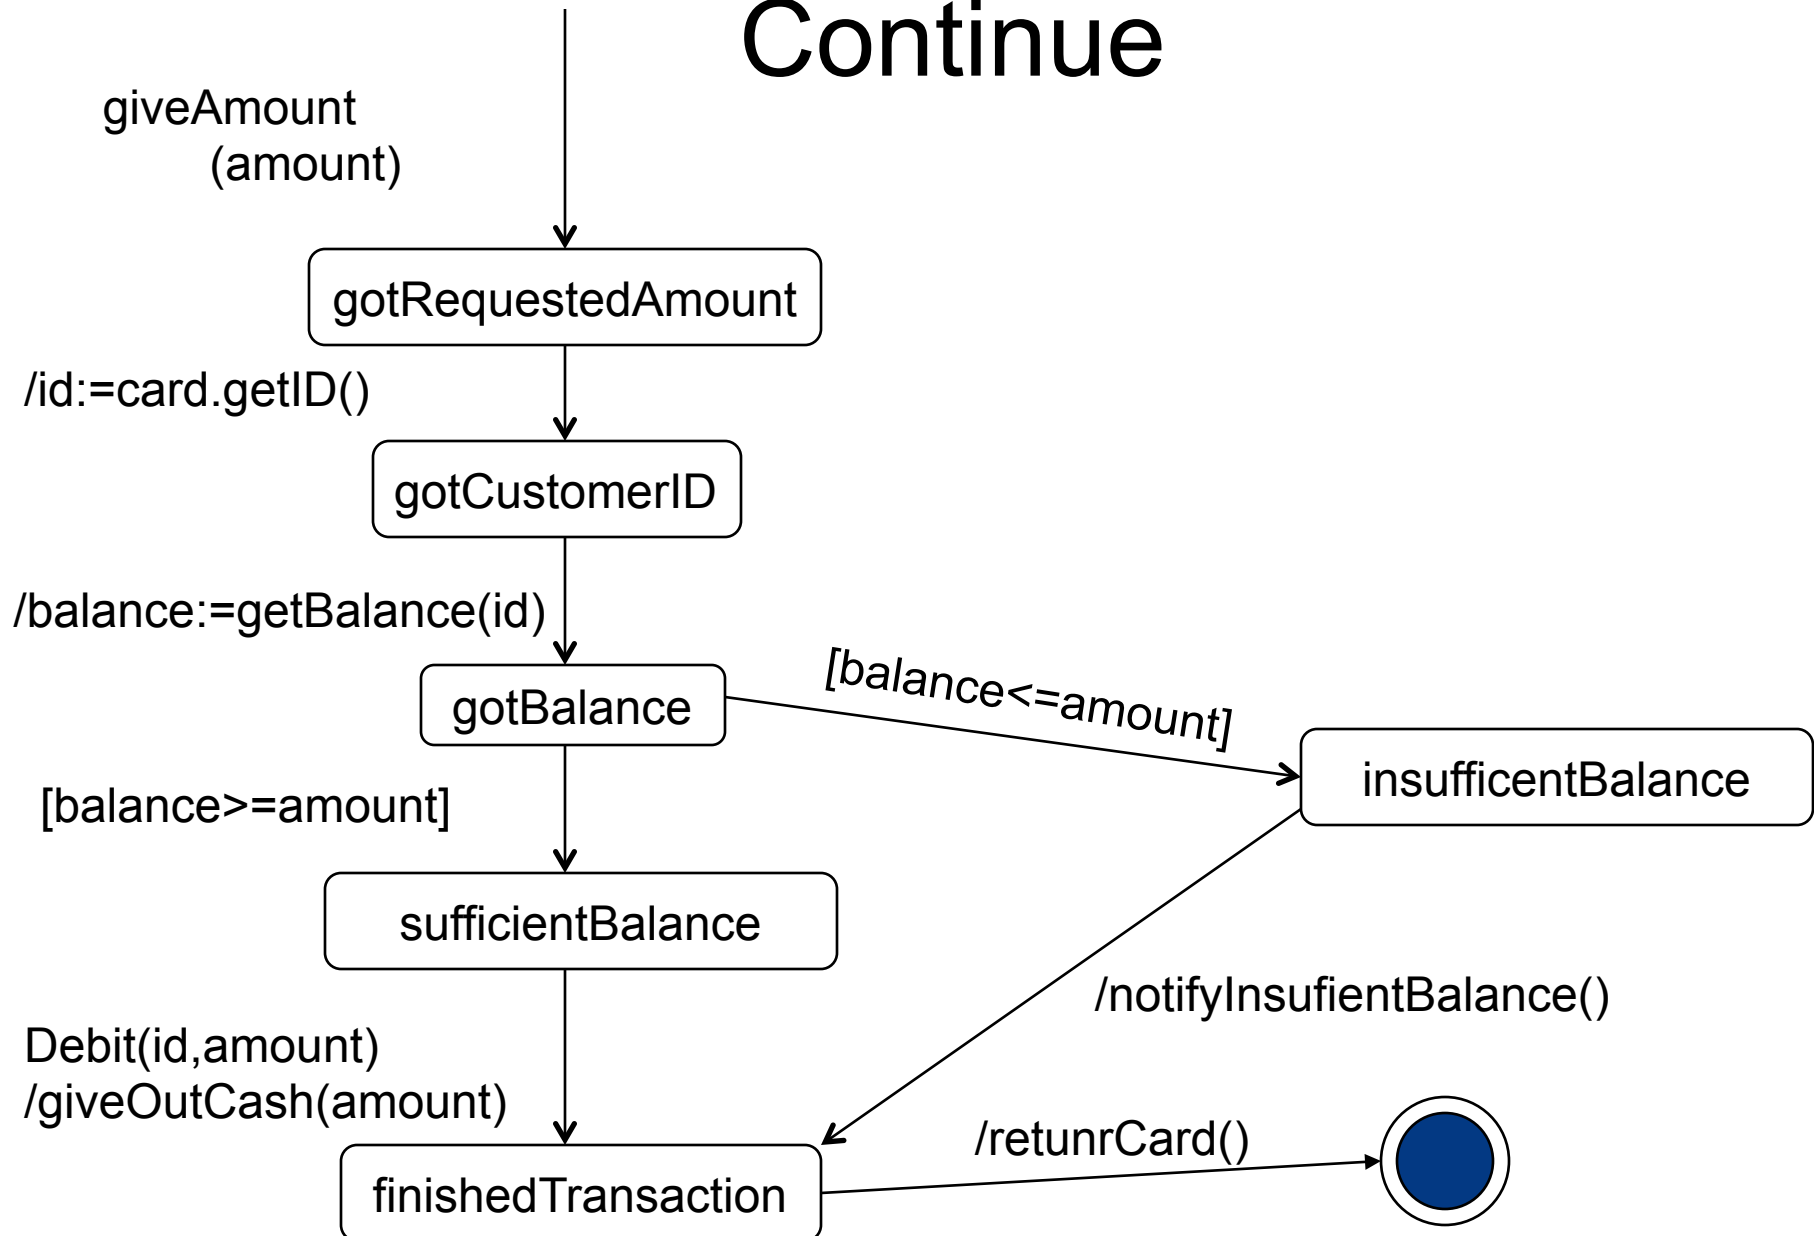 Continue
giveAmount
(amount)
gotRequestedAmount
/id:=card.getID()
gotCustomerID
/balance:=getBalance(id)
gotBalance
[balance<=amount]
insufficentBalance
[balance>=amount]
sufficientBalance
/notifyInsufientBalance()
Debit(id,amount)
/giveOutCash(amount)
/retunrCard()
finishedTransaction